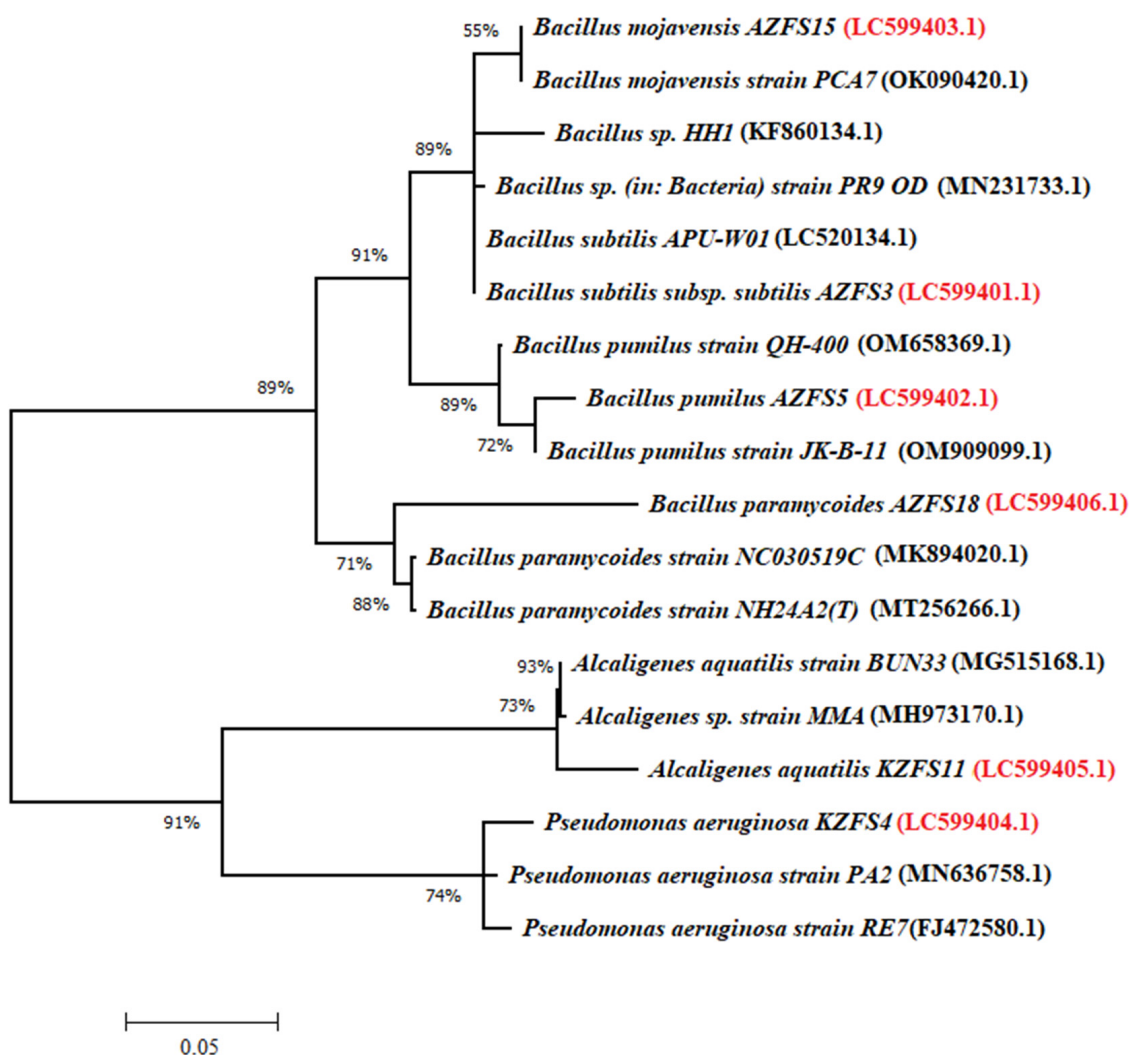 55%
Bacillus mojavensis AZFS15 (LC599403.1)
Bacillus mojavensis strain PCA7 (OK090420.1)
Bacillus sp. HH1 (KF860134.1)
89%
Bacillus sp. (in: Bacteria) strain PR9 OD (MN231733.1)
Bacillus subtilis APU-W01 (LC520134.1)
91%
Bacillus subtilis subsp. subtilis AZFS3 (LC599401.1)
Bacillus pumilus strain QH-400 (OM658369.1)
89%
Bacillus pumilus AZFS5 (LC599402.1)
89%
72%
Bacillus pumilus strain JK-B-11 (OM909099.1)
Bacillus paramycoides AZFS18 (LC599406.1)
71%
Bacillus paramycoides strain NC030519C (MK894020.1)
88%
Bacillus paramycoides strain NH24A2(T) (MT256266.1)
93%
Alcaligenes aquatilis strain BUN33 (MG515168.1)
73%
Alcaligenes sp. strain MMA (MH973170.1)
Alcaligenes aquatilis KZFS11 (LC599405.1)
91%
Pseudomonas aeruginosa KZFS4 (LC599404.1)
Pseudomonas aeruginosa strain PA2 (MN636758.1)
74%
Pseudomonas aeruginosa strain RE7(FJ472580.1)
0.05